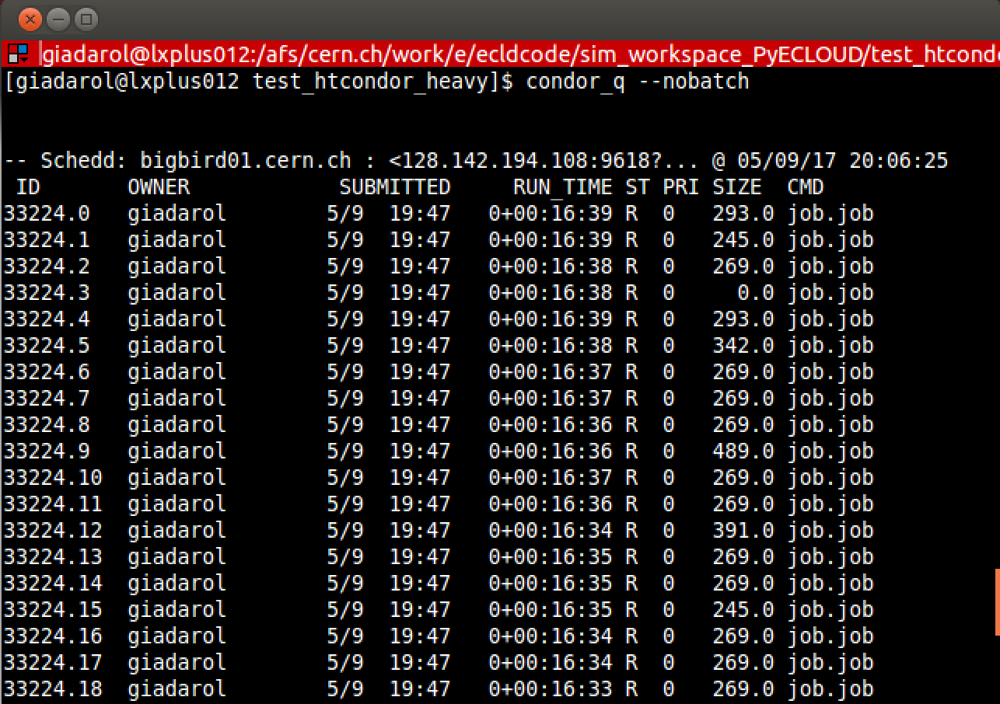 giadarol@lxplus012:/afs/cern.ch/work/e/ecldcode/sim_workspace_PyECLOUD/test_htcond
[giadarol@lxplus012 test_htcondor_heavy]$ condor_q --nobatch
-- Schedd: bigbird01.cern.ch : <128.142.194.108:9618?... @ 05/09/17 20:06:25
ID OWNER SUBMITTED RUN_TIME ST PRI SIZE CMD
33224.0 giadarol 5/9 19:47 0+00:16:39 R 0 293.0 job.job
33224.1 giadarol 5/9 19:47 0+00:16:39 R 0 245.0 job.job
33224.2 giadarol 5/9 19:47 0+00:16:38 R 0 269.0 job.job
33224.3 giadarol 5/9 19:47 0+00:16:38 R 0 0.0 job.job
33224.4 giadarol 5/9 19:47 0+00:16:39 R 0 293.0 job.job
33224.5 giadarol 5/9 19:47 0+00:16:38 R 0 342.0 job.job
33224.6 giadarol 5/9 19:47 0+00:16:37 R 0 269.0 job.job
33224.7 giadarol 5/9 19:47 0+00:16:37 R 0 269.0 job.job
33224.8 giadarol 5/9 19:47 0+00:16:36 R 0 269.0 job.job
33224.9 giadarol 5/9 19:47 0+00:16:36 R 0 489.0 job.job
33224.10 giadarol 5/9 19:47 0+00:16:37 R 0 269.0 job.job
33224.11 giadarol 5/9 19:47 0+00:16:36 R 0 269.0 job.job
33224.12 giadarol 5/9 19:47 0+00:16:34 R 0 391.0 job.job
33224.13 giadarol 5/9 19:47 0+00:16:35 R 0 269.0 job.job
33224.14 giadarol 5/9 19:47 0+00:16:35 R 0 269.0 job.job
33224.15 giadarol 5/9 19:47 0+00:16:35 R 0 245.0 job.job
33224.16 giadarol 5/9 19:47 0+00:16:34 R 0 269.0 job.job
33224.17 giadarol 5/9 19:47 0+00:16:34 R 0 269.0 job.job
33224.18 giadarol 5/9 19:47 0+00:16:33 R 0 269.0 job.job